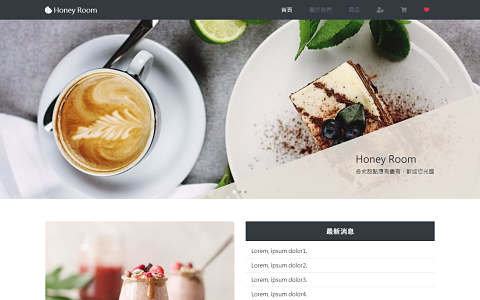 Honey Room
首頁 關於我們 商品
Honey Room
各式甜點應有盡有，歡迎您光臨
最新消息
Lorem, ipsum dolor1.
Lorem, ipsum dolor2.
Lorem, ipsum dolor3.
Lorem, ipsum dolor4.